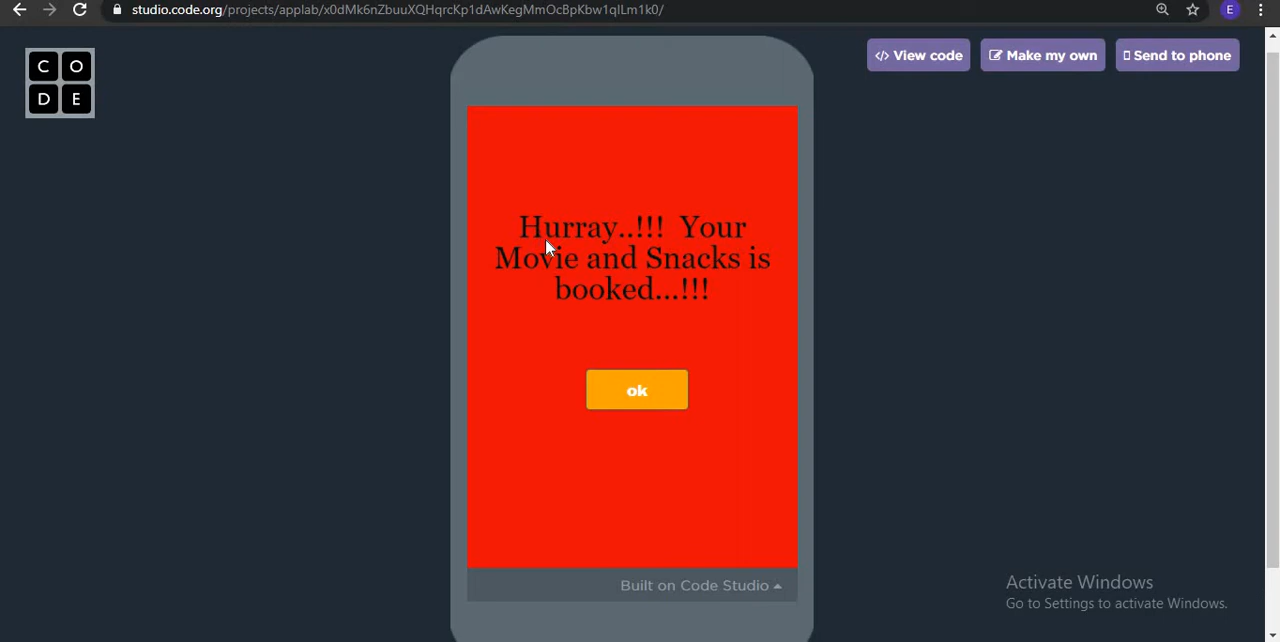 studio.code.org/projects/applab/x0dMk6nZbuuXQHqrcKp1dAwKegMmOcBpKbw1qlLm1k0/
E
C O
D E
</> View code
Make my own
Send to phone
Hurray..!!! Your
Movie and Snacks is
booked...!!!
ok
Built on Code Studio
Activate Windows
Go to Settings to activate Windows.